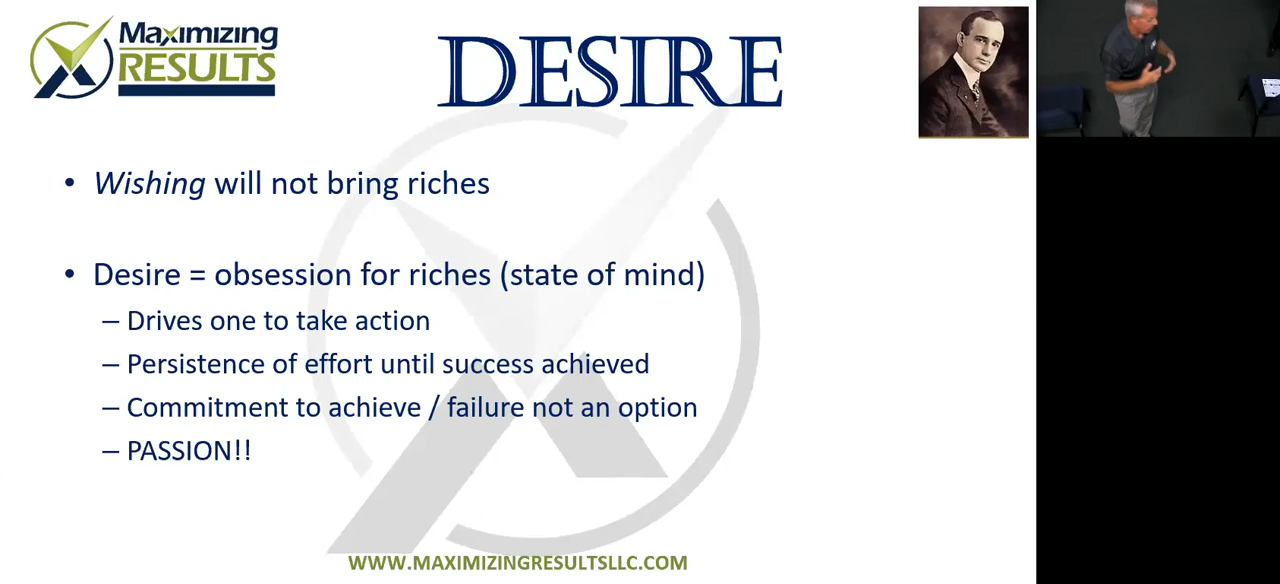 Maximizing
RESULTS
DESIRE
• Wishing will not bring riches
• Desire = obsession for riches (state of mind)
– Drives one to take action
– Persistence of effort until success achieved
– Commitment to achieve / failure not an option
– PASSION!!
WWW.MAXIMIZINGRESULTSLLC.COM